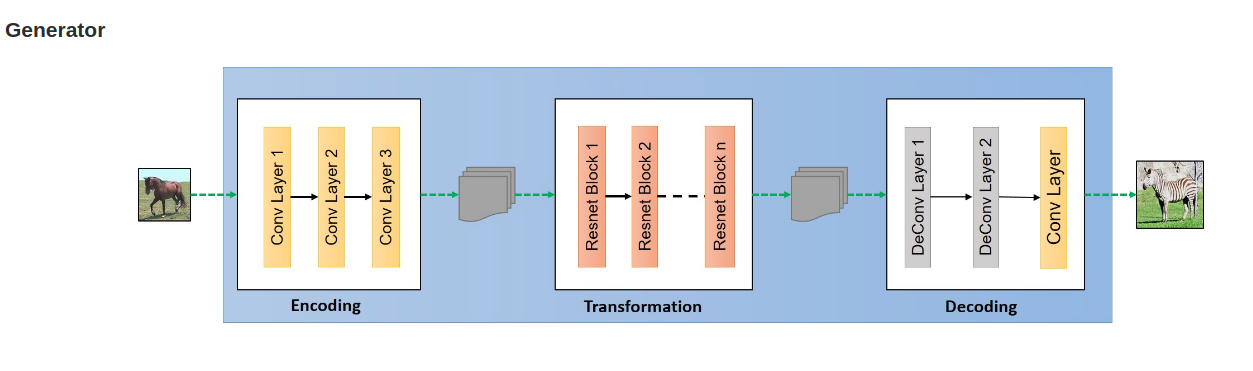 Generator
Conv Layer 1
Conv Layer 2
Conv Layer 3
Encoding
Resnet Block 1
Resnet Block 2
Resnet Block n
Transformation
DeConv Layer 1
DeConv Layer 2
Conv Layer
Decoding